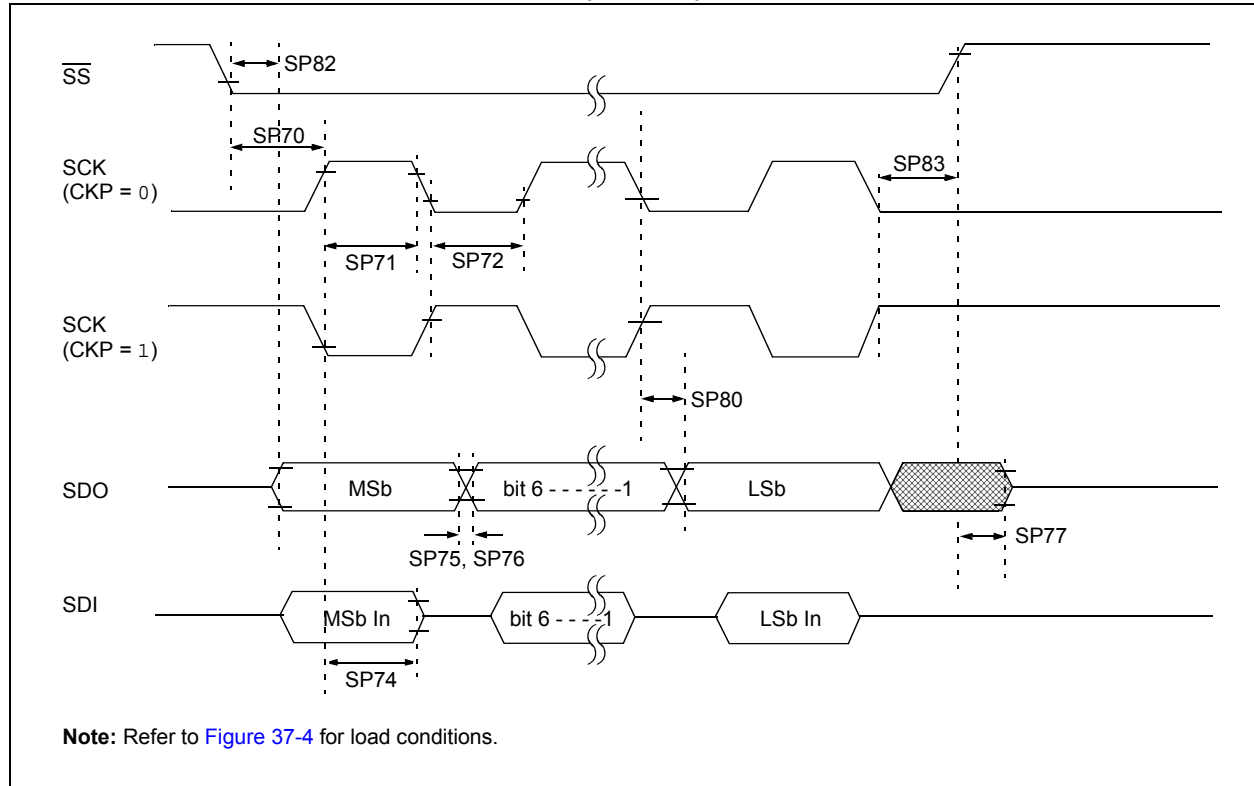 SS
SP82
SP70
SCK
(CKP = 0)
SP83
SP71
SP72
SCK
(CKP = 1)
SP80
SDO
MSb
bit 6 - - - - - -1
LSb
SP75, SP76
SP77
SDI
MSb In
bit 6 - - - -1
LSb In
SP74
Note: Refer to Figure 37-4 for load conditions.